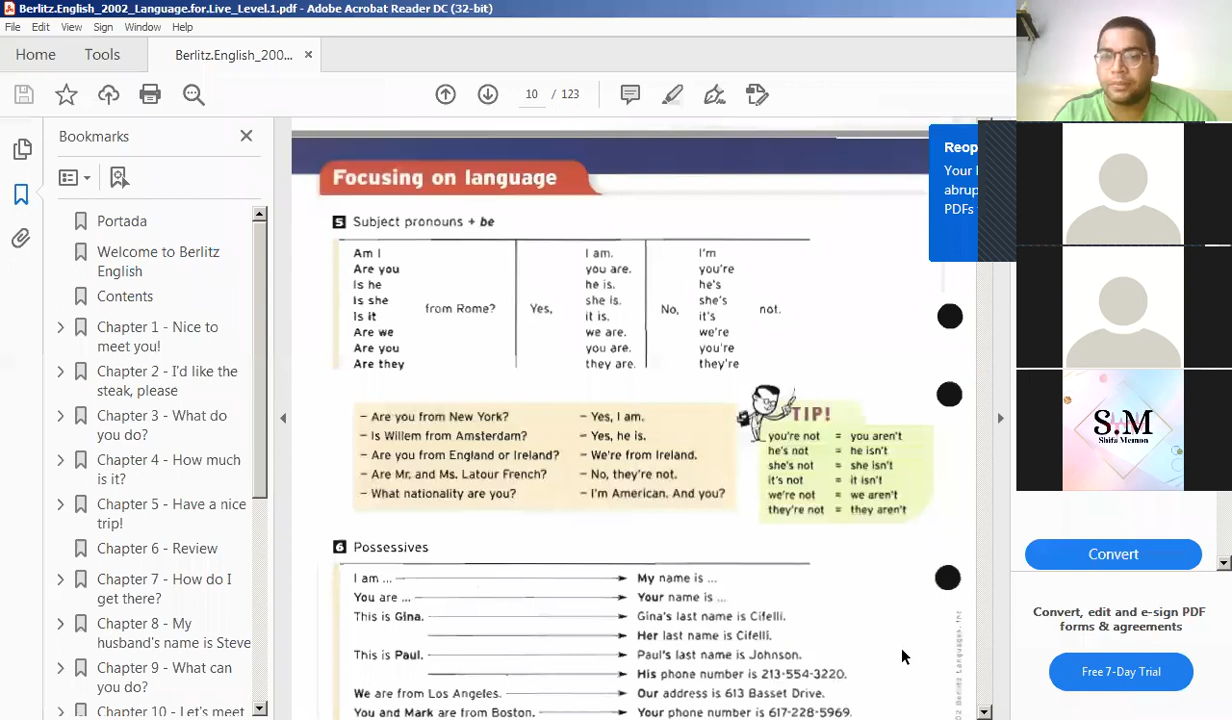 Berlitz.English_2002_Language.for.Live_Level.1.pdf - Adobe Acrobat Reader DC (32-bit)
File Edit View Sign Window Help
Home Tools Berlitz.English_200... ×
10 / 123
Bookmarks
Portada
Welcome to Berlitz
English
Contents
Chapter 1 - Nice to
meet you!
Chapter 2 - I'd like the
steak, please
Chapter 3 - What do
you do?
Chapter 4 - How much
is it?
Chapter 5 - Have a nice
trip!
Chapter 6 - Review
Chapter 7 - How do I
get there?
Chapter 8 - My
husband's name is Steve
Chapter 9 - What can
you do?
Chapter 10 - Let's meet
Focusing on language
5 Subject pronouns + be
Am I I am. I'm
Are you you are. you're
Is he he is. he's
Is she she is. she's
from Rome? Yes, No, not.
Is it it is. it's
Are we we are. we're
Are you you are. you're
Are they they are. they're
– Are you from New York? – Yes, I am.
– Is Willem from Amsterdam? – Yes, he is.
– Are you from England or Ireland? – We're from Ireland.
– Are Mr. and Ms. Latour French? – No, they're not.
– What nationality are you? – I'm American. And you?
TIP!
you're not = you aren't
he's not = he isn't
she's not = she isn't
it's not = it isn't
we're not = we aren't
they're not = they aren't
6 Possessives
I am ... My name is ...
You are ... Your name is ...
This is Gina. Gina's last name is Cifelli.
Her last name is Cifelli.
This is Paul. Paul's last name is Johnson.
His phone number is 213-554-3220.
We are from Los Angeles. Our address is 613 Basset Drive.
You and Mark are from Boston. Your phone number is 617-228-5969.
Berlitz Languages, Inc
Reop
Your
abrup
PDFs
S.M
Shifa Memon
Convert
Convert, edit and e-sign PDF
forms & agreements
Free 7-Day Trial